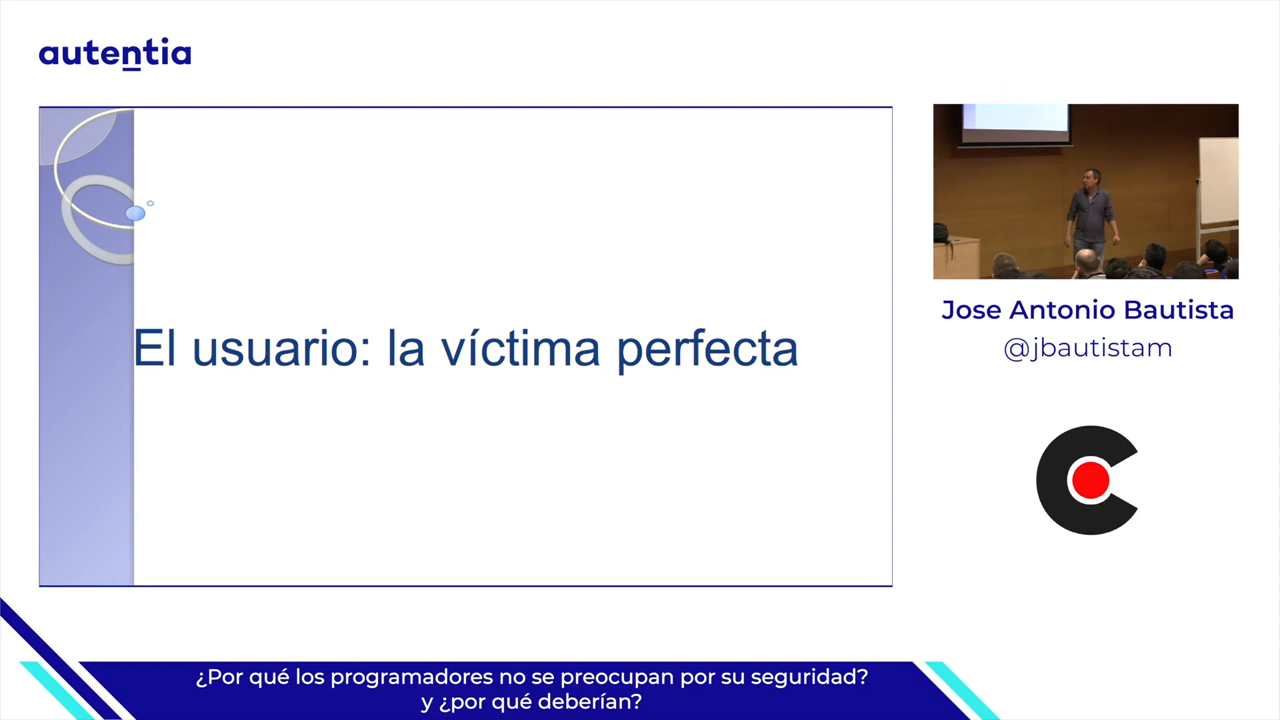 autentia
El usuario: la víctima perfecta
Jose Antonio Bautista
@jbautistam
¿Por qué los programadores no se preocupan por su seguridad?
y ¿por qué deberían?